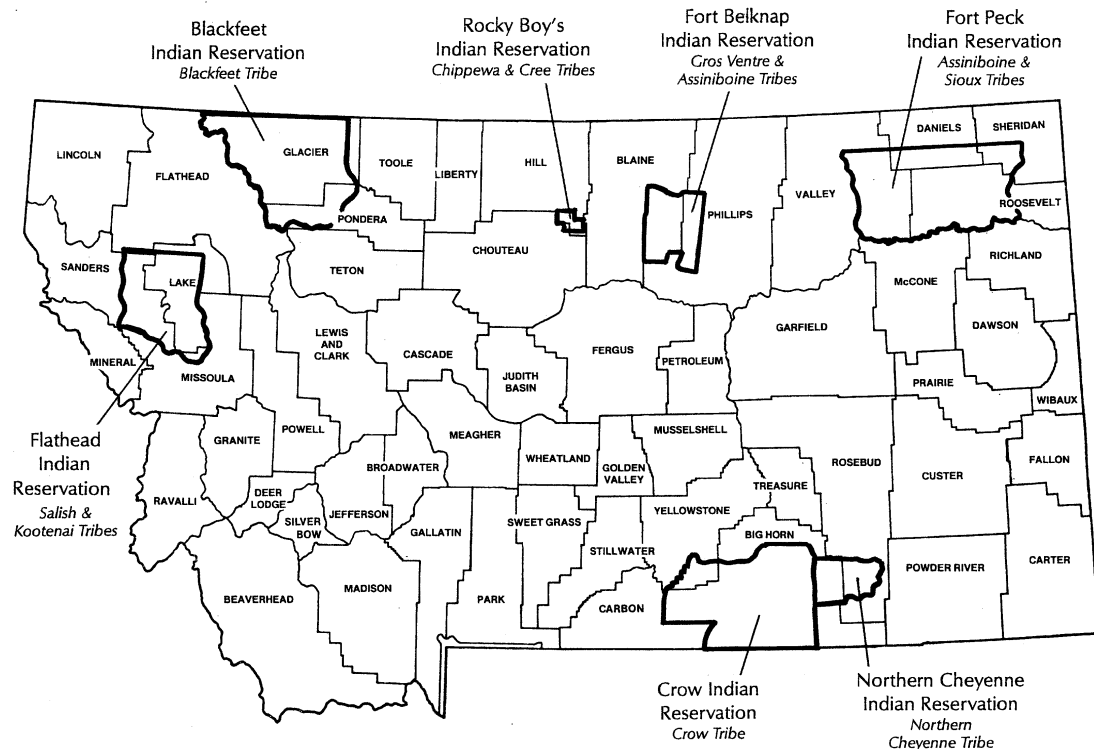 Blackfeet
Indian Reservation
Blackfeet Tribe
Rocky Boy's
Indian Reservation
Chippewa & Cree Tribes
Fort Belknap
Indian Reservation
Gros Ventre &
Assiniboine Tribes
Fort Peck
Indian Reservation
Assiniboine &
Sioux Tribes
LINCOLN
FLATHEAD
GLACIER
TOOLE
LIBERTY
HILL
BLAINE
PHILLIPS
VALLEY
DANIELS
SHERIDAN
ROOSEVELT
PONDERA
CHOUTEAU
SANDERS
LAKE
TETON
RICHLAND
McCONE
DAWSON
GARFIELD
MINERAL
MISSOULA
LEWIS
AND
CLARK
CASCADE
JUDITH
BASIN
FERGUS
PETROLEUM
PRAIRIE
WIBAUX
Flathead
Indian
Reservation
Salish &
Kootenai Tribes
GRANITE
POWELL
MEAGHER
WHEATLAND
GOLDEN
VALLEY
MUSSELSHELL
ROSEBUD
CUSTER
FALLON
RAVALLI
DEER
LODGE
SILVER
BOW
JEFFERSON
BROADWATER
GALLATIN
SWEET GRASS
STILLWATER
YELLOWSTONE
TREASURE
BIG HORN
POWDER RIVER
CARTER
BEAVERHEAD
MADISON
PARK
CARBON
Crow Indian
Reservation
Crow Tribe
Northern Cheyenne
Indian Reservation
Northern
Cheyenne Tribe